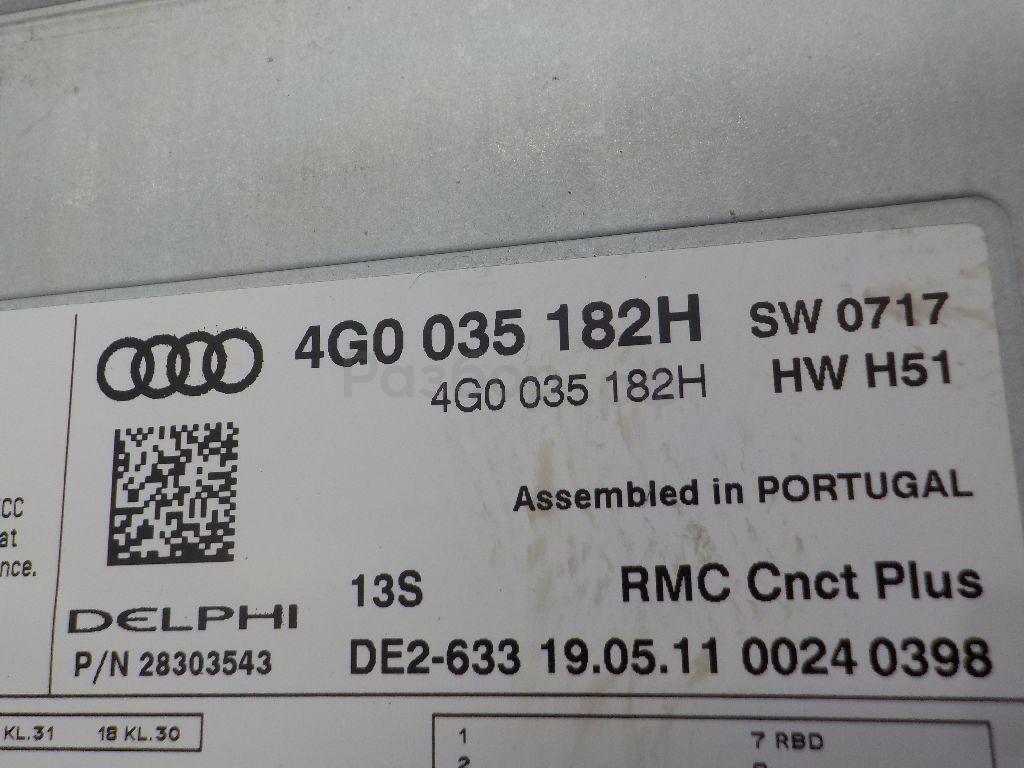 4G0 035 182H
SW 0717
4G0 035 182H
HW H51
Assembled in PORTUGAL
CC
at
nce.
13S
RMC Cnct Plus
DELPHI
P/N 28303543
DE2-633 19.05.11 0024 0398
KL.31 18 KL.30
1
7 RBD
2